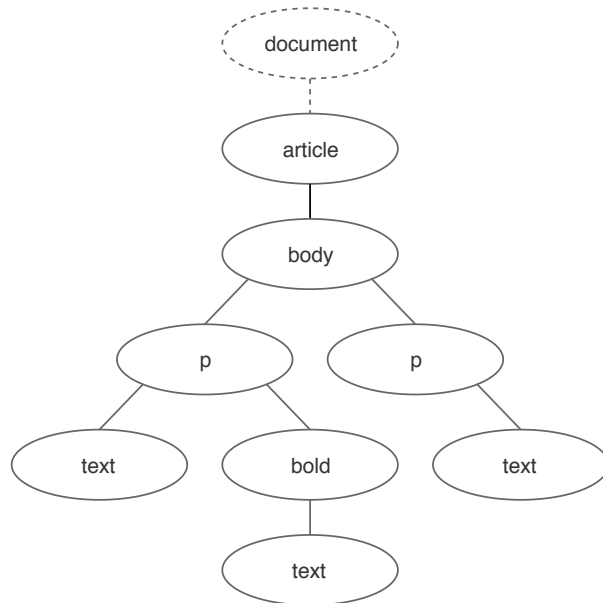 document
article
body
p p
text bold text
text